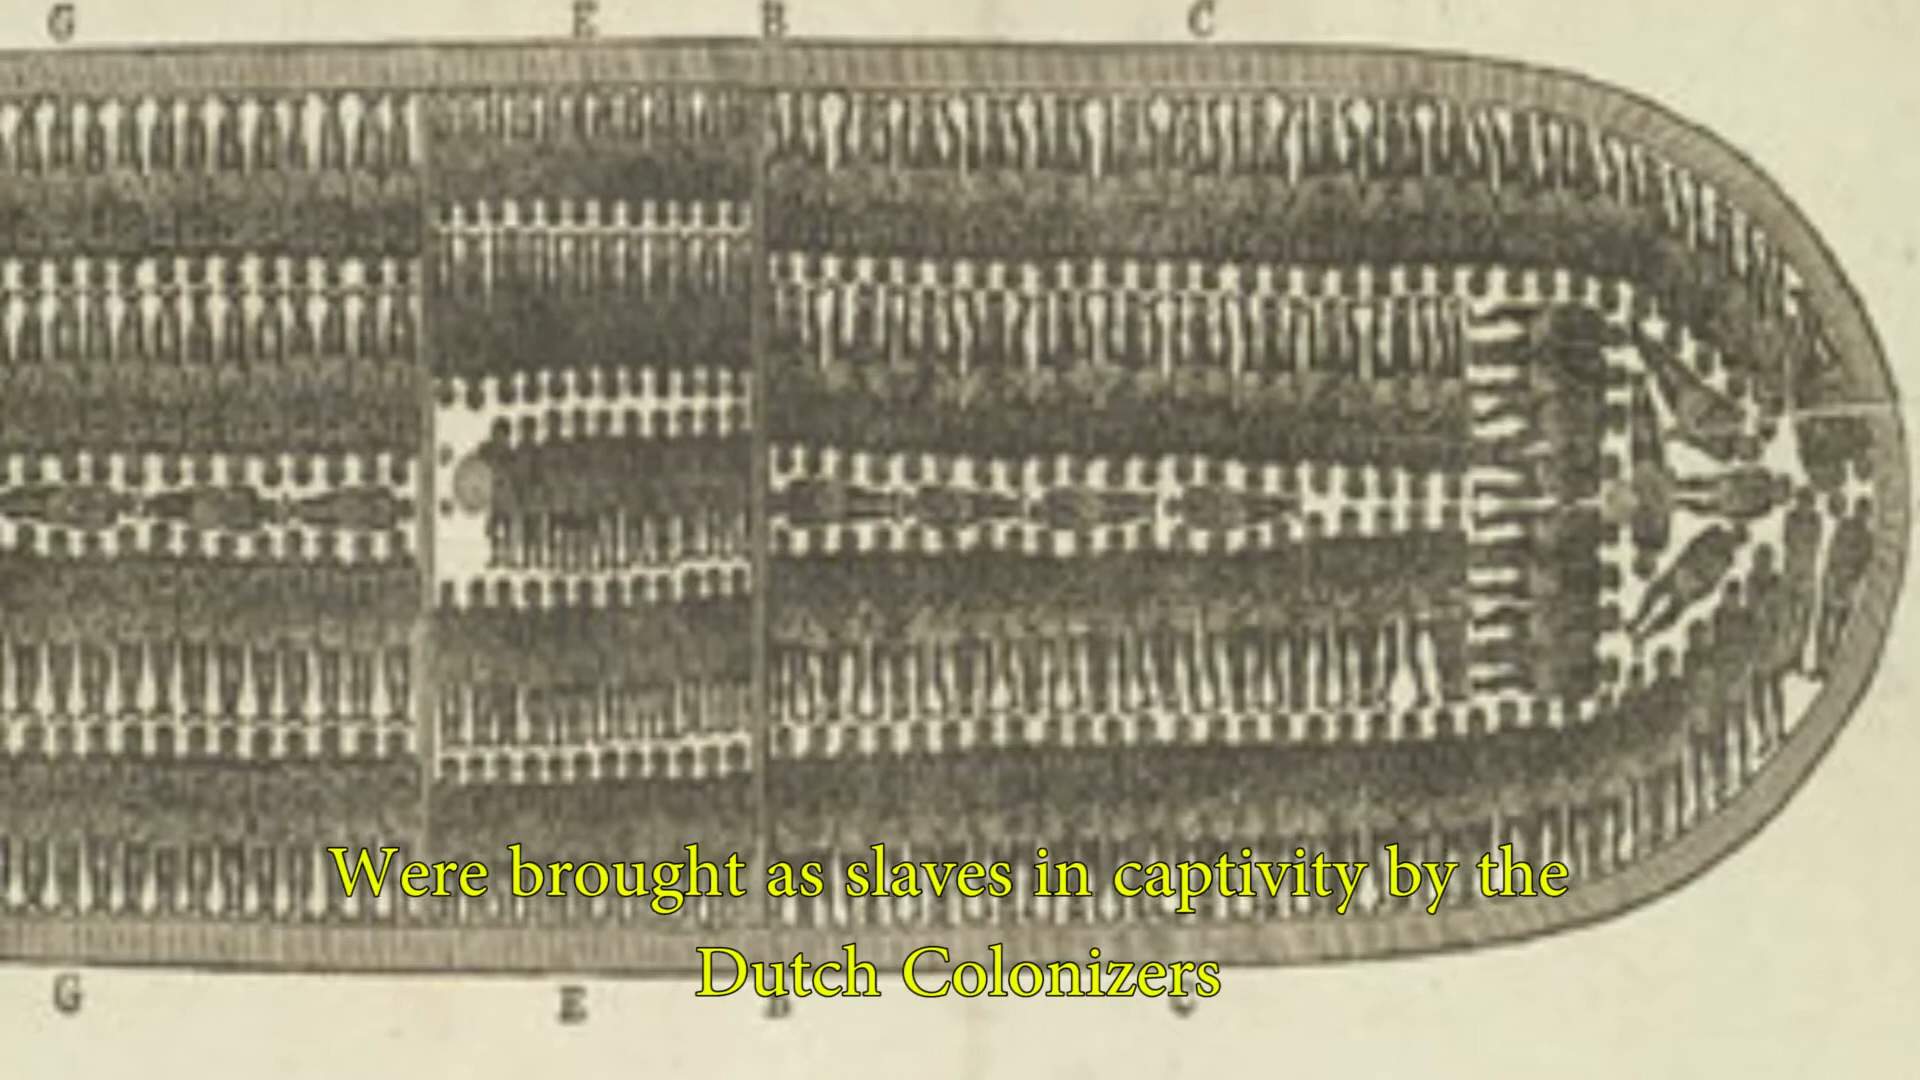 G E B C
Were brought as slaves in captivity by the
Dutch Colonizers
G E B C